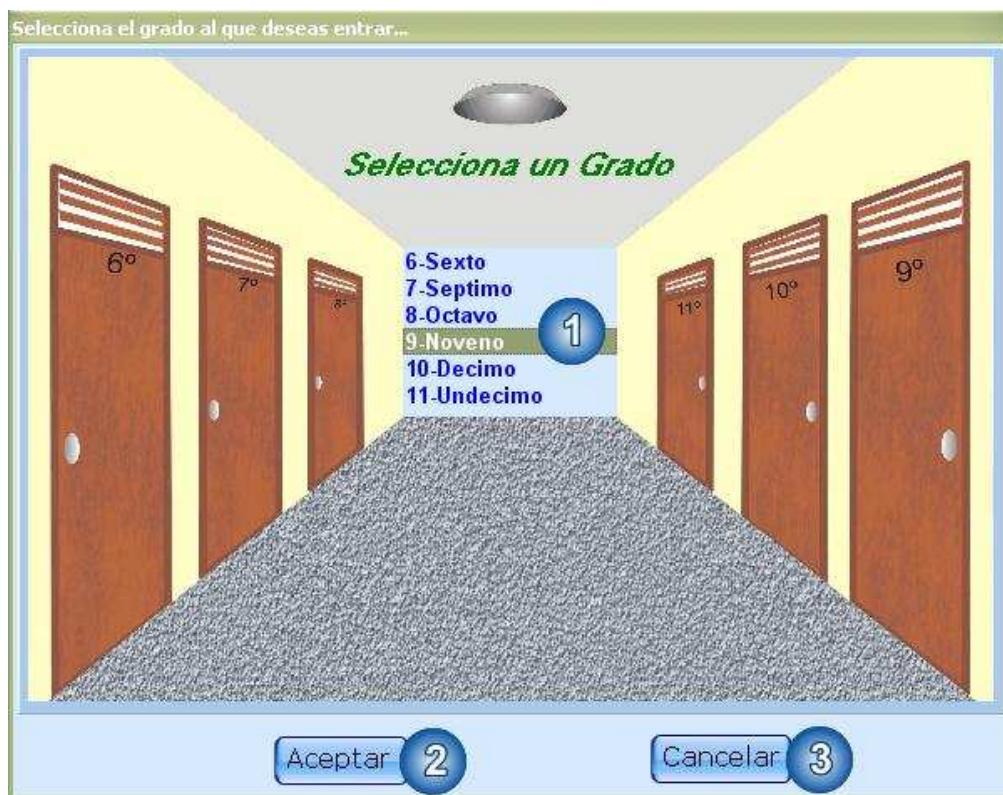 Selecciona el grado al que deseas entrar...
Selecciona un Grado
6º
7º
8º
6-Sexto
7-Septimo
8-Octavo
9-Noveno
10-Decimo
11-Undecimo
1
11º
10º
9º
Aceptar 2
Cancelar 3